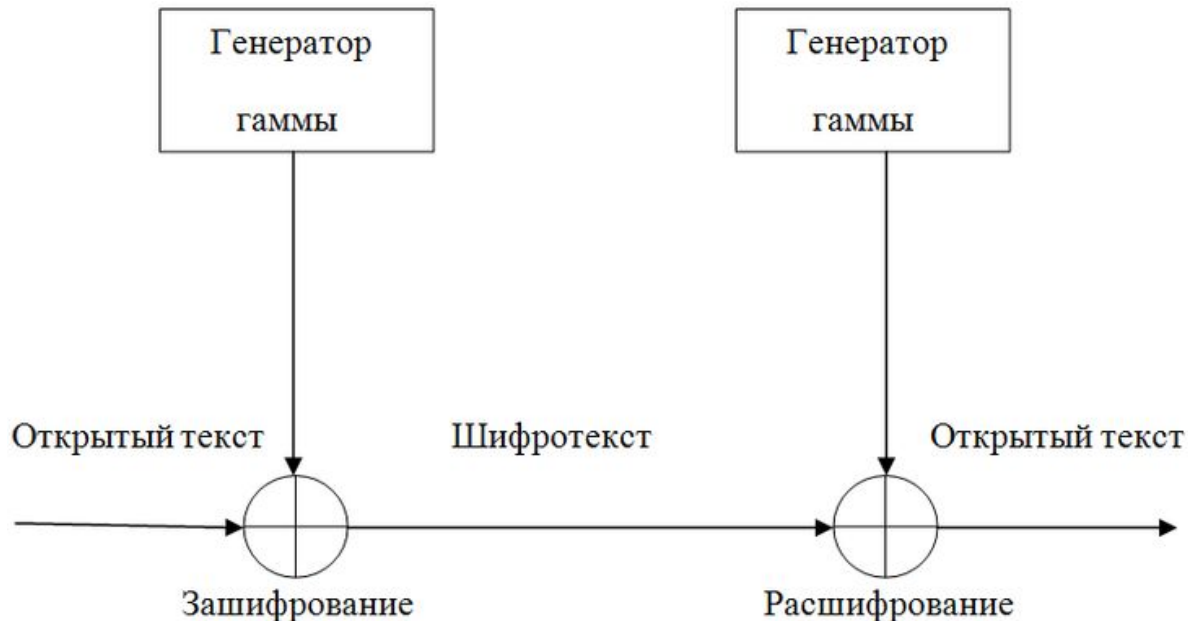 Генератор
гаммы
Генератор
гаммы
Открытый текст
Шифротекст
Открытый текст
Зашифрование
Расшифрование